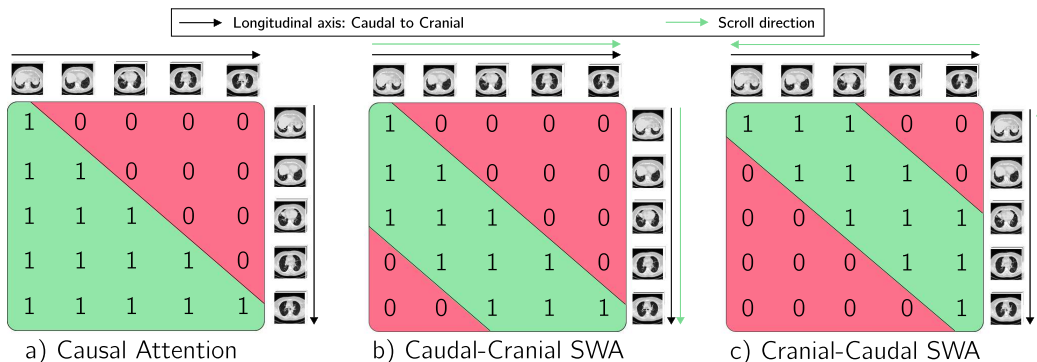 Longitudinal axis: Caudal to Cranial Scroll direction
1 0 0 0 0
1 1 0 0 0
1 1 1 0 0
1 1 1 1 0
1 1 1 1 1
a) Causal Attention
1 0 0 0 0
1 1 0 0 0
1 1 1 0 0
0 1 1 1 0
0 0 1 1 1
b) Caudal-Cranial SWA
1 1 1 0 0
0 1 1 1 0
0 0 1 1 1
0 0 0 1 1
0 0 0 0 1
c) Cranial-Caudal SWA